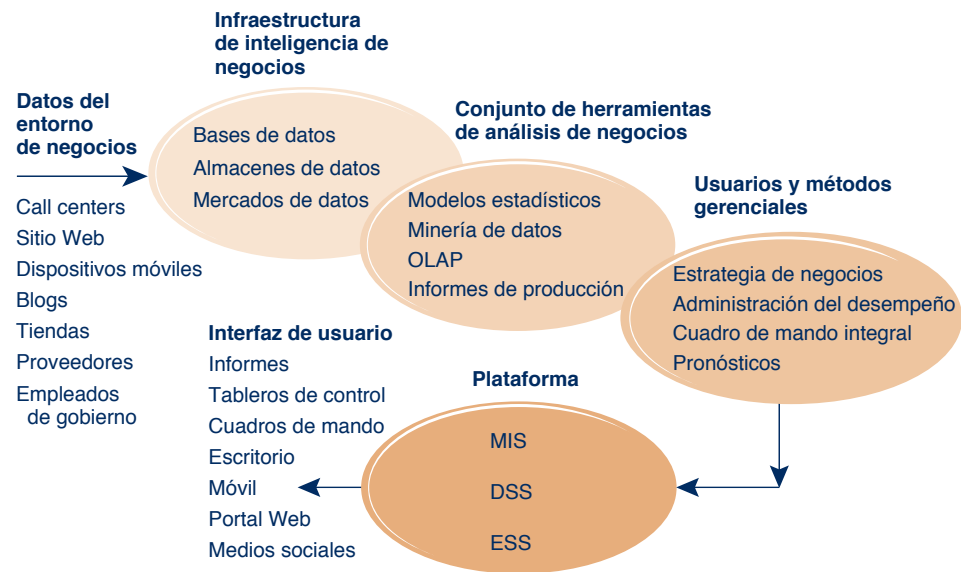 Infraestructura
de inteligencia de
negocios
Datos del
entorno
de negocios
Bases de datos
Almacenes de datos
Mercados de datos
Conjunto de herramientas
de análisis de negocios
Modelos estadísticos
Minería de datos
OLAP
Informes de producción
Usuarios y métodos
gerenciales
Estrategia de negocios
Administración del desempeño
Cuadro de mando integral
Pronósticos
Call centers
Sitio Web
Dispositivos móviles
Blogs
Tiendas
Proveedores
Empleados
de gobierno
Interfaz de usuario
Informes
Tableros de control
Cuadros de mando
Escritorio
Móvil
Portal Web
Medios sociales
Plataforma
MIS
DSS
ESS